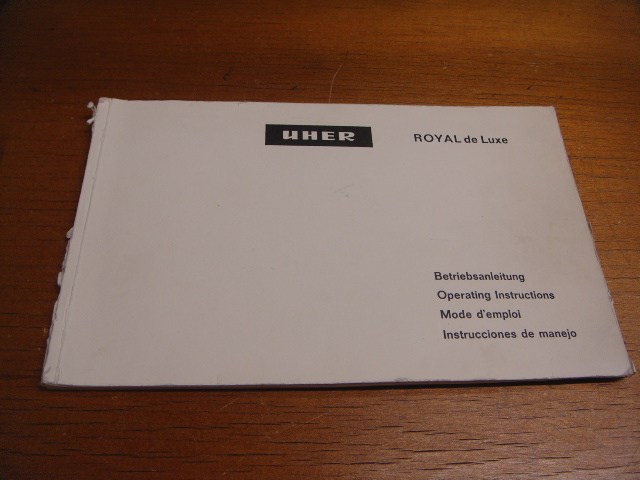 UHER
ROYAL de Luxe
Betriebsanleitung
Operating Instructions
Mode d'emploi
Instrucciones de manejo